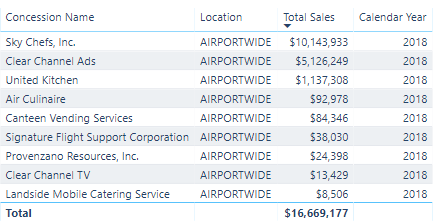 Concession Name Location Total Sales Calendar Year
Sky Chefs, Inc. AIRPORTWIDE $10,143,933 2018
Clear Channel Ads AIRPORTWIDE $5,126,249 2018
United Kitchen AIRPORTWIDE $1,137,308 2018
Air Culinaire AIRPORTWIDE $92,978 2018
Canteen Vending Services AIRPORTWIDE $84,346 2018
Signature Flight Support Corporation AIRPORTWIDE $38,030 2018
Provenzano Resources, Inc. AIRPORTWIDE $24,398 2018
Clear Channel TV AIRPORTWIDE $13,429 2018
Landside Mobile Catering Service AIRPORTWIDE $8,506 2018
Total $16,669,177